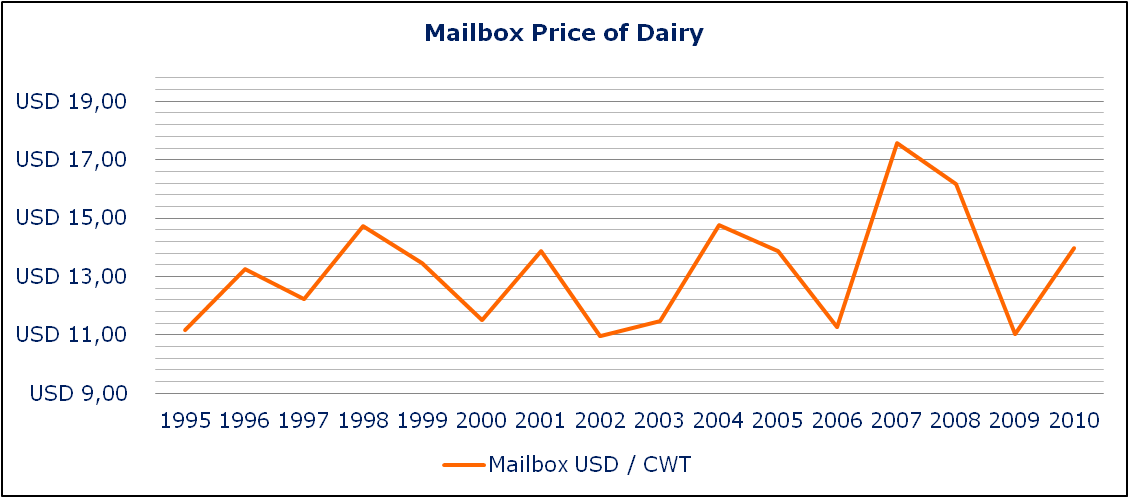 Mailbox Price of Dairy
USD 19,00
USD 17,00
USD 15,00
USD 13,00
USD 11,00
USD 9,00
1995 1996 1997 1998 1999 2000 2001 2002 2003 2004 2005 2006 2007 2008 2009 2010
Mailbox USD / CWT